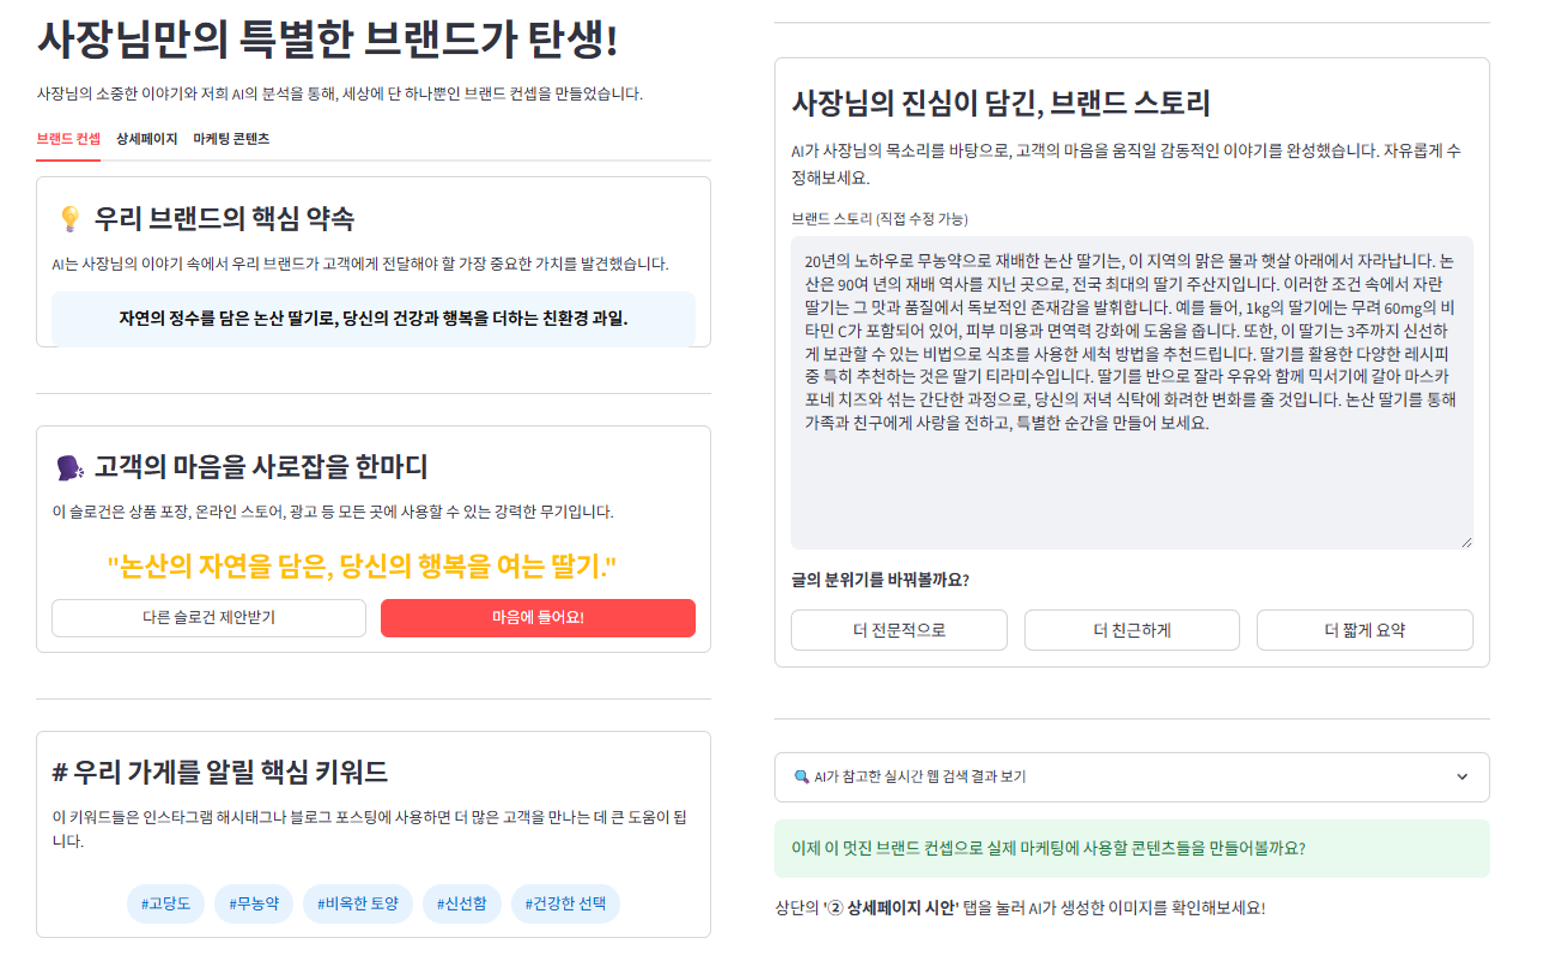 사장님만의 특별한 브랜드가 탄생!
사장님의 소중한 이야기와 저희 AI의 분석을 통해, 세상에 단 하나뿐인 브랜드 컨셉을 만들었습니다.
브랜드 컨셉 상세페이지 마케팅 콘텐츠
우리 브랜드의 핵심 약속
AI는 사장님의 이야기 속에서 우리 브랜드가 고객에게 전달해야 할 가장 중요한 가치를 발견했습니다.
자연의 정수를 담은 논산 딸기로, 당신의 건강과 행복을 더하는 친환경 과일.
고객의 마음을 사로잡을 한마디
이 슬로건은 상품 포장, 온라인 스토어, 광고 등 모든 곳에 사용할 수 있는 강력한 무기입니다.
"논산의 자연을 담은, 당신의 행복을 여는 딸기."
다른 슬로건 제안받기 마음에 들어요!
# 우리 가게를 알릴 핵심 키워드
이 키워드들은 인스타그램 해시태그나 블로그 포스팅에 사용하면 더 많은 고객을 만나는 데 큰 도움이 됩
니다.
#고당도 #무농약 #비옥한 토양 #신선함 #건강한 선택
사장님의 진심이 담긴, 브랜드 스토리
AI가 사장님의 목소리를 바탕으로, 고객의 마음을 움직일 감동적인 이야기를 완성했습니다. 자유롭게 수
정해보세요.
브랜드 스토리 (직접 수정 가능)
20년의 노하우로 무농약으로 재배한 논산 딸기는, 이 지역의 맑은 물과 햇살 아래에서 자라납니다. 논
산은 90여 년의 재배 역사를 지닌 곳으로, 전국 최대의 딸기 주산지입니다. 이러한 조건 속에서 자란
딸기는 그 맛과 품질에서 독보적인 존재감을 발휘합니다. 예를 들어, 1kg의 딸기에는 무려 60mg의 비
타민 C가 포함되어 있어, 피부 미용과 면역력 강화에 도움을 줍니다. 또한, 이 딸기는 3주까지 신선하
게 보관할 수 있는 비법으로 식초를 사용한 세척 방법을 추천드립니다. 딸기를 활용한 다양한 레시피
중 특히 추천하는 것은 딸기 티라미수입니다. 딸기를 반으로 잘라 우유와 함께 믹서기에 갈아 마스카
포네 치즈와 섞는 간단한 과정으로, 당신의 저녁 식탁에 화려한 변화를 줄 것입니다. 논산 딸기를 통해
가족과 친구에게 사랑을 전하고, 특별한 순간을 만들어 보세요.
글의 분위기를 바꿔볼까요?
더 전문적으로 더 친근하게 더 짧게 요약
AI가 참고한 실시간 웹 검색 결과 보기
이제 이 멋진 브랜드 컨셉으로 실제 마케팅에 사용할 콘텐츠들을 만들어볼까요?
상단의 '② 상세페이지 시안' 탭을 눌러 AI가 생성한 이미지를 확인해보세요!